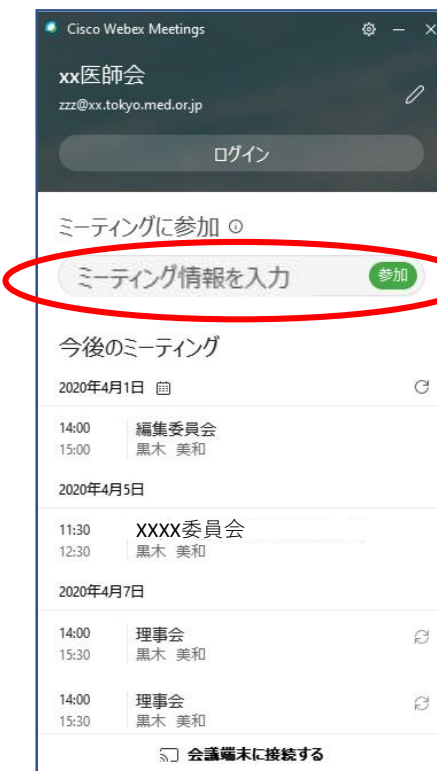 Cisco Webex Meetings
xx医師会
zzz@xx.tokyo.med.or.jp
ログイン
ミーティングに参加
ミーティング情報を入力 参加
今後のミーティング
2020年4月1日
14:00 編集委員会
15:00 黒木 美和
2020年4月5日
11:30 XXXX委員会
12:30 黒木 美和
2020年4月7日
14:00 理事会
15:30 黒木 美和
14:00 理事会
15:30 黒木 美和
会議端末に接続する